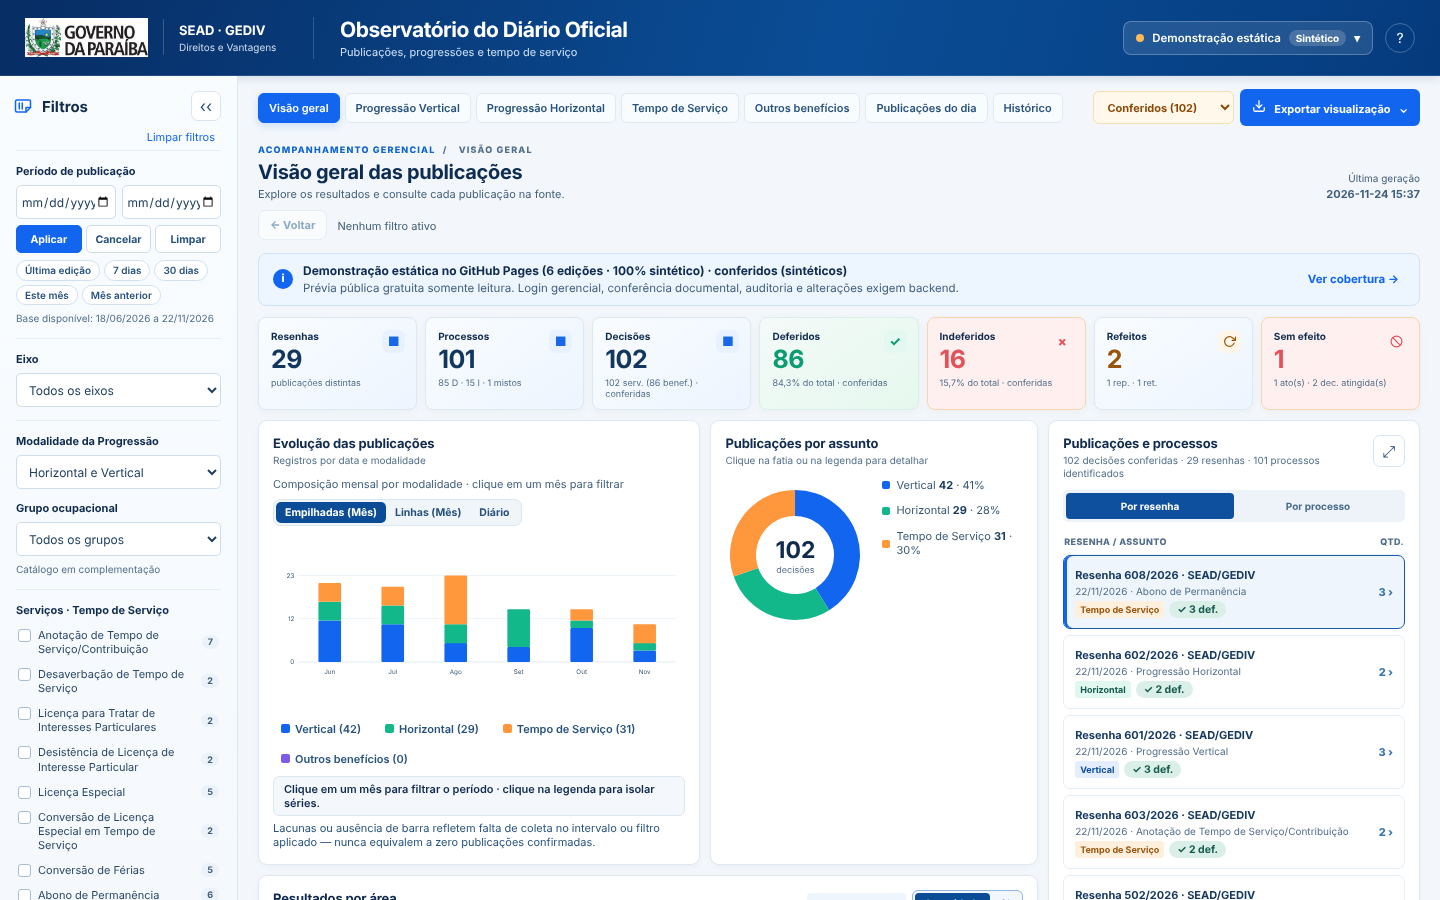 GOVERNO
DA PARAÍBA
SEAD · GEDIV
Direitos e Vantagens
Observatório do Diário Oficial
Publicações, progressões e tempo de serviço
Demonstração estática Sintético ▾
?
Filtros
‹‹
Limpar filtros
Período de publicação
mm/dd/yyyy mm/dd/yyyy
Aplicar Cancelar Limpar
Última edição 7 dias 30 dias
Este mês Mês anterior
Base disponível: 18/06/2026 a 22/11/2026
Eixo
Todos os eixos
Modalidade da Progressão
Horizontal e Vertical
Grupo ocupacional
Todos os grupos
Catálogo em complementação
Serviços · Tempo de Serviço
Anotação de Tempo de
Serviço/Contribuição 7
Desaverbação de Tempo de
Serviço 2
Licença para Tratar de
Interesses Particulares 2
Desistência de Licença de
Interesse Particular 2
Licença Especial 5
Conversão de Licença
Especial em Tempo de
Serviço 2
Conversão de Férias 5
Abono de Permanência 6
Visão geral Progressão Vertical Progressão Horizontal Tempo de Serviço Outros benefícios Publicações do dia Histórico
Conferidos (102)
Exportar visualização
ACOMPANHAMENTO GERENCIAL / VISÃO GERAL
Visão geral das publicações
Explore os resultados e consulte cada publicação na fonte.
Última geração
2026-11-24 15:37
← Voltar Nenhum filtro ativo
i
Demonstração estática no GitHub Pages (6 edições · 100% sintético) · conferidos (sintéticos)
Prévia pública gratuita somente leitura. Login gerencial, conferência documental, auditoria e alterações exigem backend.
Ver cobertura →
Resenhas
29
publicações distintas
Processos
101
85 D · 15 I · 1 mistos
Decisões
102
102 serv. (86 benef.) ·
conferidas
Deferidos
✓
86
84,3% do total · conferidas
Indeferidos
×
16
15,7% do total · conferidas
Refeitos
2
1 rep. · 1 ret.
Sem efeito
1
1 ato(s) · 2 dec. atingida(s)
Evolução das publicações
Registros por data e modalidade
Composição mensal por modalidade · clique em um mês para filtrar
Empilhadas (Mês) Linhas (Mês) Diário
23
12
0
Jun Jul Ago Set Out Nov
Vertical (42) Horizontal (29) Tempo de Serviço (31)
Outros benefícios (0)
Clique em um mês para filtrar o período · clique na legenda para isolar
séries.
Lacunas ou ausência de barra refletem falta de coleta no intervalo ou filtro
aplicado — nunca equivalem a zero publicações confirmadas.
Publicações por assunto
Clique na fatia ou na legenda para detalhar
102
decisões
Vertical 42 · 41%
Horizontal 29 · 28%
Tempo de Serviço 31 ·
30%
Publicações e processos
102 decisões conferidas · 29 resenhas · 101 processos
identificados
Por resenha Por processo
RESENHA / ASSUNTO QTD.
Resenha 608/2026 · SEAD/GEDIV
22/11/2026 · Abono de Permanência
3 ›
Tempo de Serviço ✓ 3 def.
Resenha 602/2026 · SEAD/GEDIV
22/11/2026 · Progressão Horizontal
2 ›
Horizontal ✓ 2 def.
Resenha 601/2026 · SEAD/GEDIV
22/11/2026 · Progressão Vertical
3 ›
Vertical ✓ 3 def.
Resenha 603/2026 · SEAD/GEDIV
22/11/2026 · Anotação de Tempo de Serviço/Contribuição
2 ›
Tempo de Serviço ✓ 2 def.
Resenha 502/2026 · SEAD/GEDIV
Resultados por área